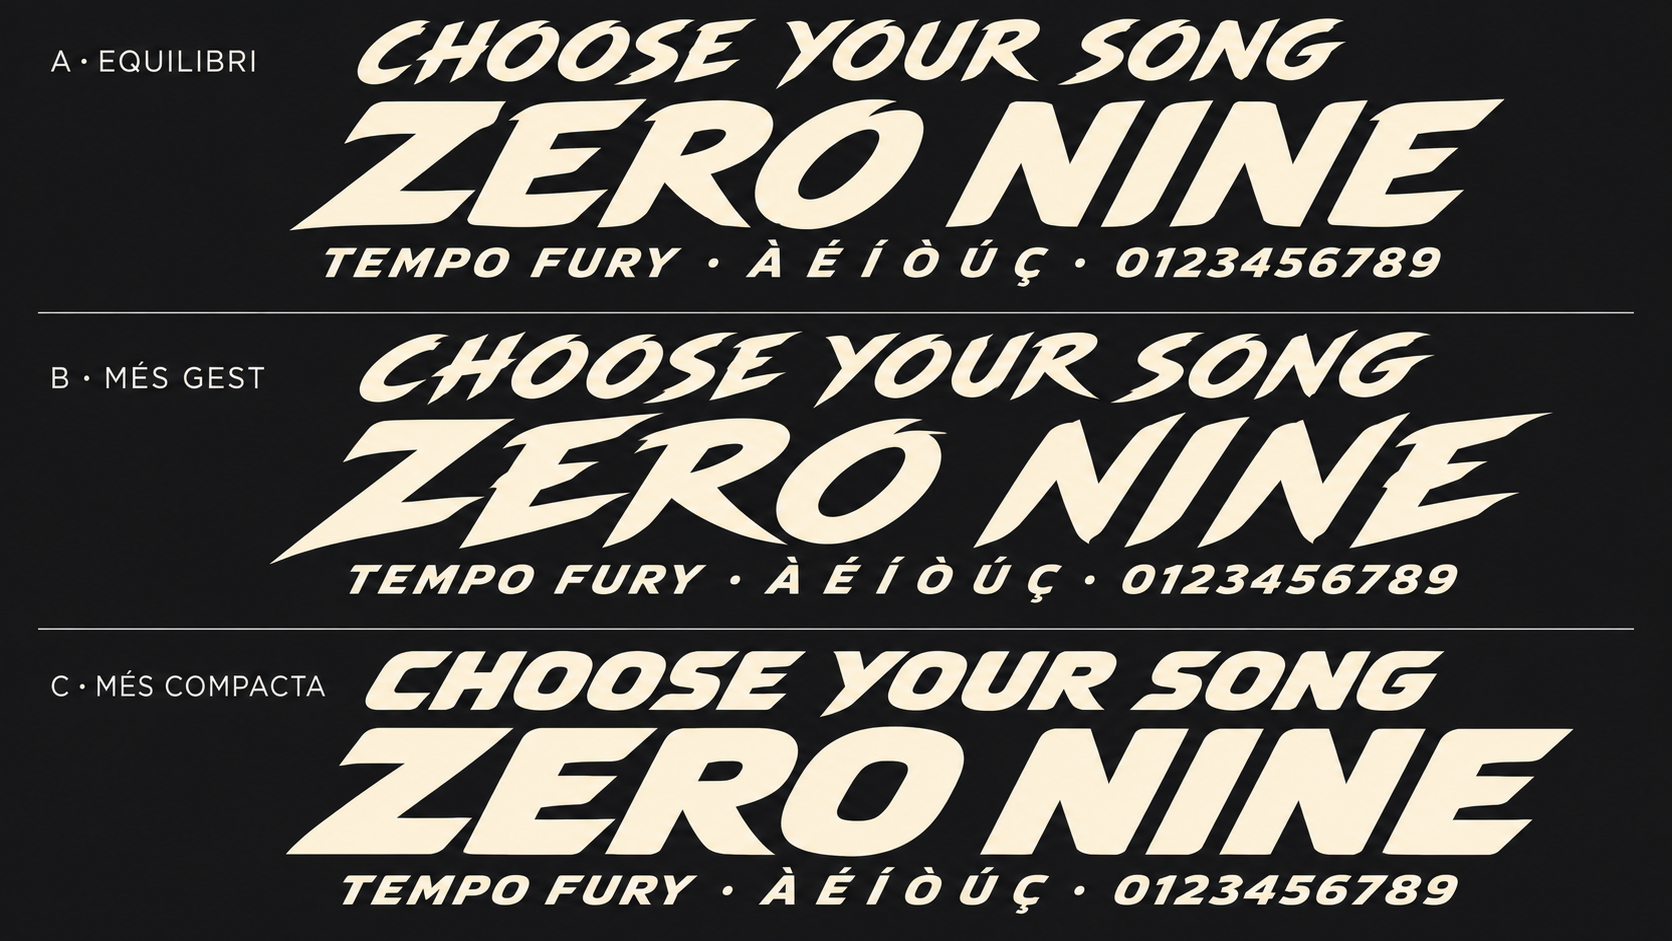 A · EQUILIBRI
CHOOSE YOUR SONG
ZERO NINE
TEMPO FURY · À É Í Ò Ú Ç · 0123456789
B · MÉS GEST
CHOOSE YOUR SONG
ZERO NINE
TEMPO FURY · À É Í Ò Ú Ç · 0123456789
C · MÉS COMPACTA
CHOOSE YOUR SONG
ZERO NINE
TEMPO FURY · À É Í Ò Ú Ç · 0123456789